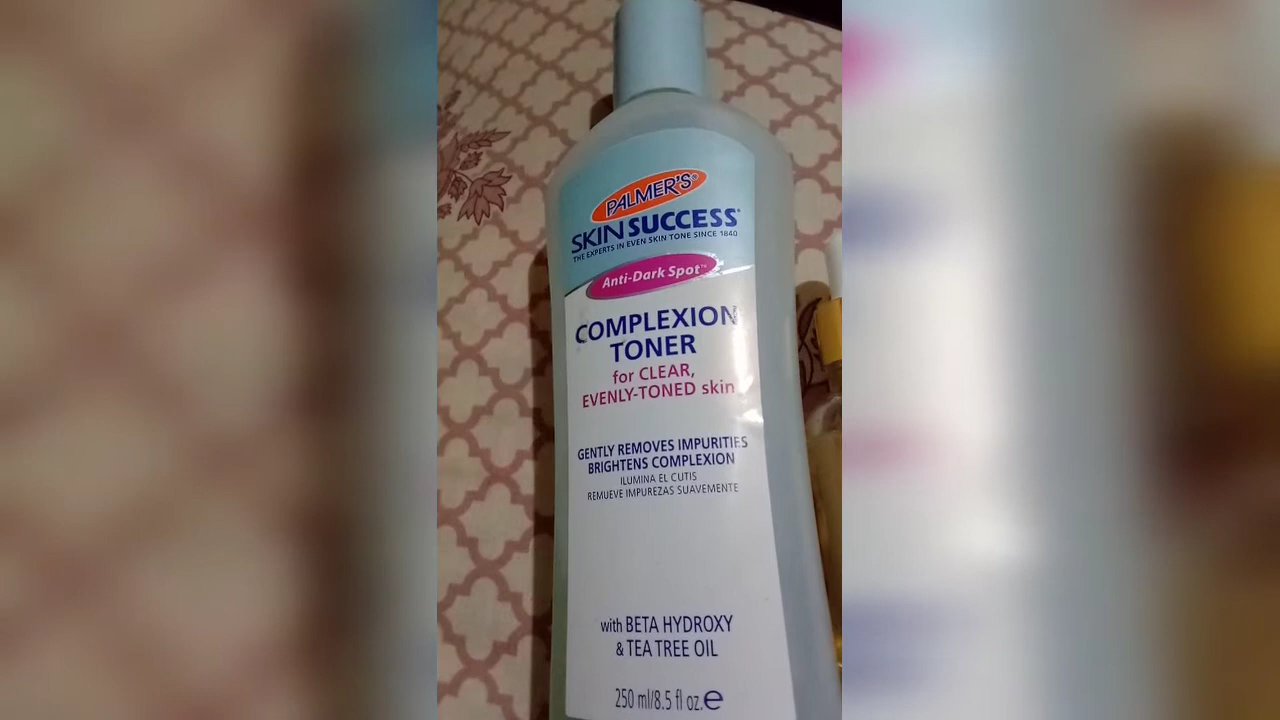 PALMER'S®
SKIN SUCCESS®
THE EXPERTS IN EVEN SKIN TONE SINCE 1840
Anti-Dark Spot™
COMPLEXION
TONER
for CLEAR,
EVENLY-TONED skin
GENTLY REMOVES IMPURITIES
BRIGHTENS COMPLEXION
ILUMINA EL CUTIS
REMUEVE IMPUREZAS SUAVEMENTE
with BETA HYDROXY
& TEA TREE OIL
250 ml/8.5 fl oz. e